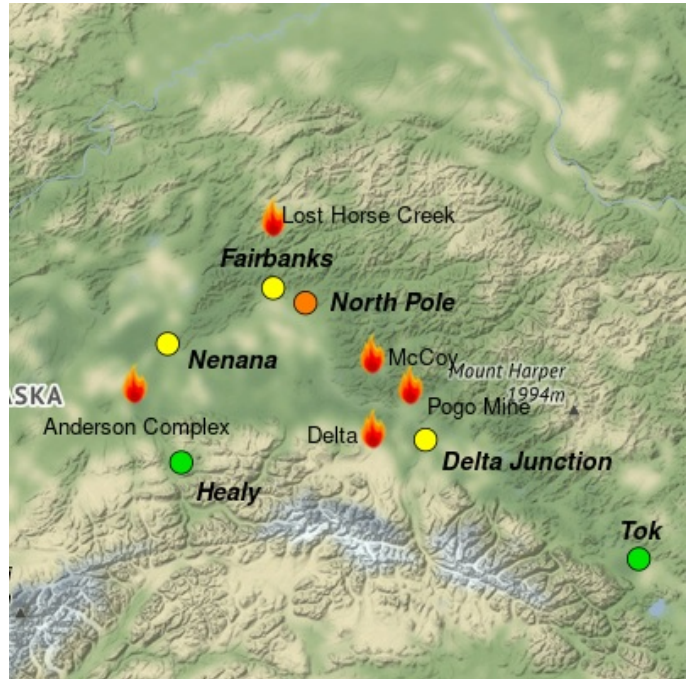 Lost Horse Creek
Fairbanks
North Pole
Nenana
McCoy
Mount Harper
1994m
ASKA
Pogo Mine
Anderson Complex
Delta
Delta Junction
Healy
Tok